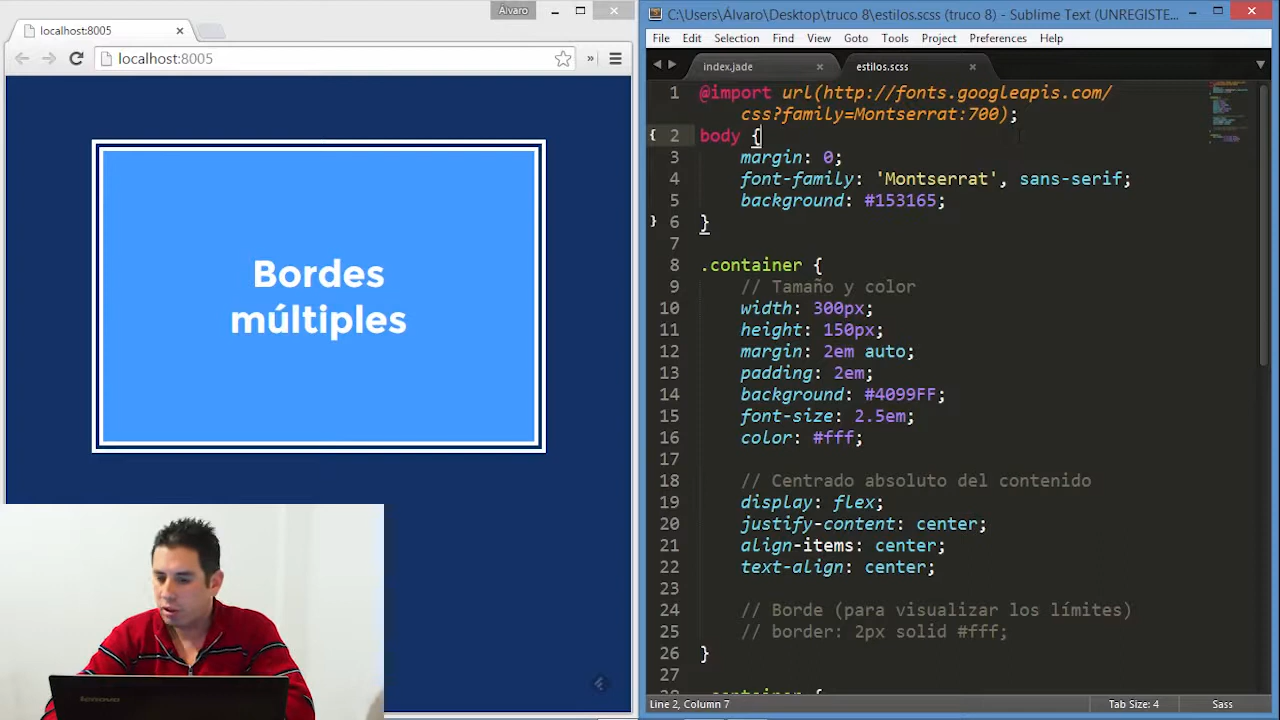 Álvaro
localhost:8005
localhost:8005
»
Bordes
múltiples
lenovo
C:\Users\Álvaro\Desktop\truco 8\estilos.scss (truco 8) - Sublime Text (UNREGISTE...
File Edit Selection Find View Goto Tools Project Preferences Help
index.jade estilos.scss
1 @import url(http://fonts.googleapis.com/
css?family=Montserrat:700);
2 body {
3 margin: 0;
4 font-family: 'Montserrat', sans-serif;
5 background: #153165;
6 }
7
8 .container {
9 // Tamaño y color
10 width: 300px;
11 height: 150px;
12 margin: 2em auto;
13 padding: 2em;
14 background: #4099FF;
15 font-size: 2.5em;
16 color: #fff;
17
18 // Centrado absoluto del contenido
19 display: flex;
20 justify-content: center;
21 align-items: center;
22 text-align: center;
23
24 // Borde (para visualizar los límites)
25 // border: 2px solid #fff;
26 }
27
28 .container {
Line 2, Column 7 Tab Size: 4 Sass